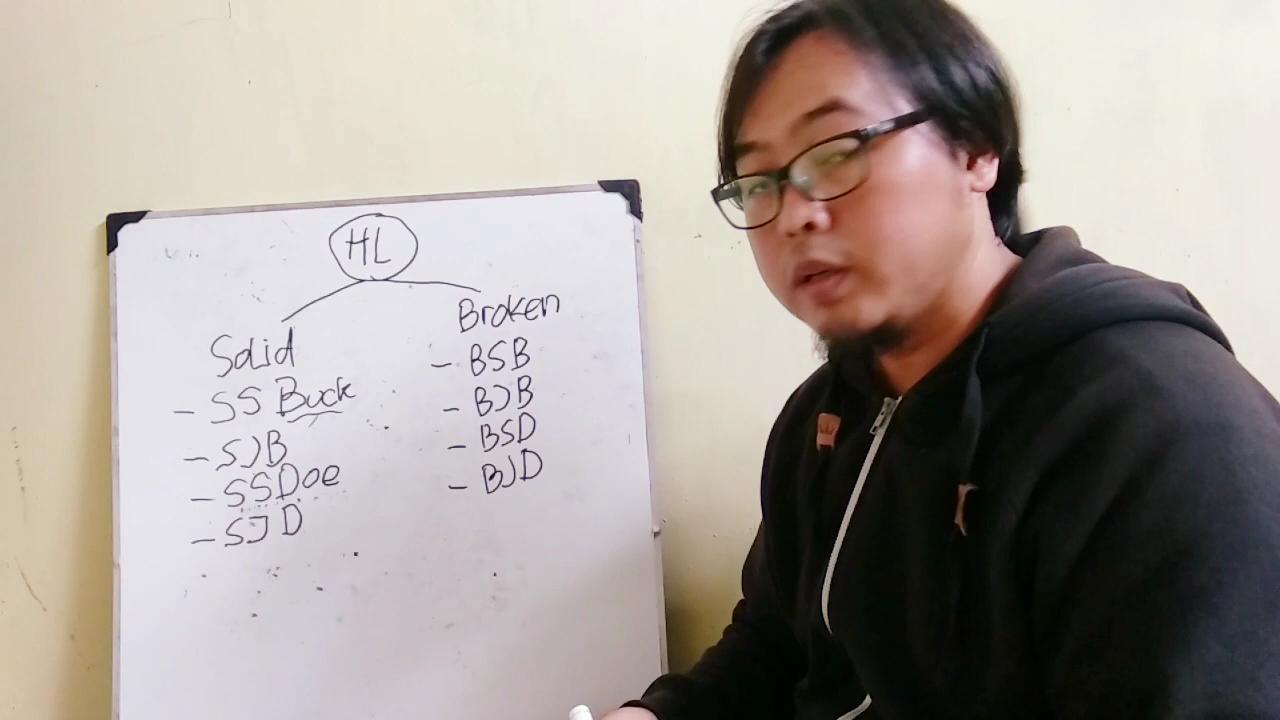 HL
Solid
- SS Buck
- SJB
- SSDoe
- SJD
Broken
- BSB
- BJB
- BSD
- BJD